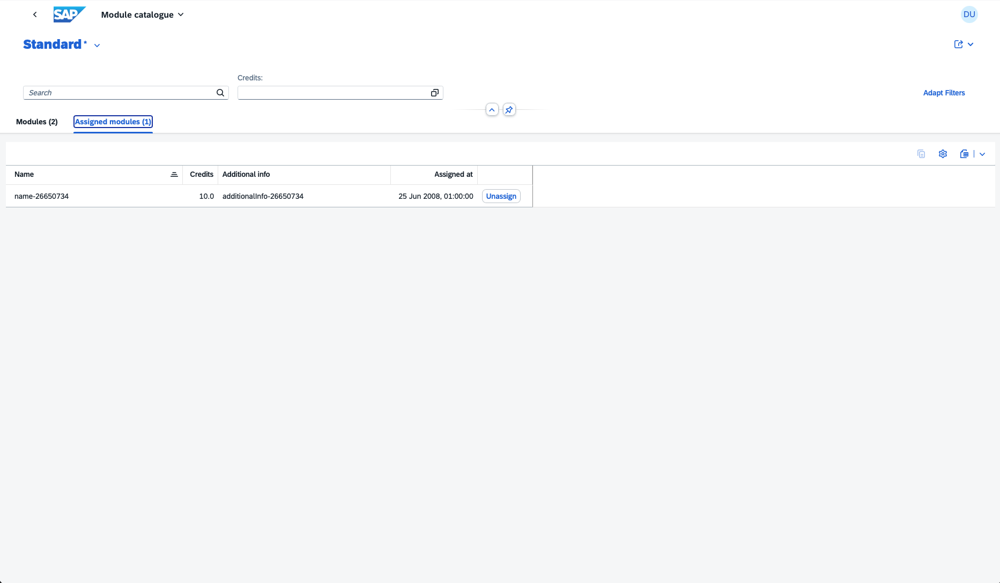 SAP Module catalogue DU
Standard *
Credits:
Search Adapt Filters
Modules (2) Assigned modules (1)
Name Credits Additional info Assigned at
name-26650734 10.0 additionalInfo-26650734 25 Jun 2008, 01:00:00 Unassign